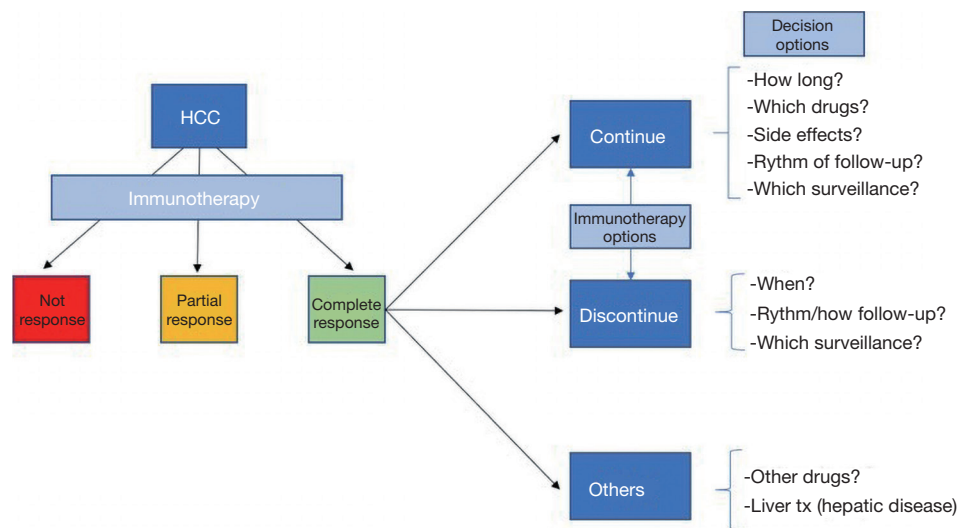 HCC
Immunotherapy
Not
response
Partial
response
Complete
response
Continue
Immunotherapy
options
Discontinue
Others
Decision
options
-How long?
-Which drugs?
-Side effects?
-Rythm of follow-up?
-Which surveillance?
-When?
-Rythm/how follow-up?
-Which surveillance?
-Other drugs?
-Liver tx (hepatic disease)